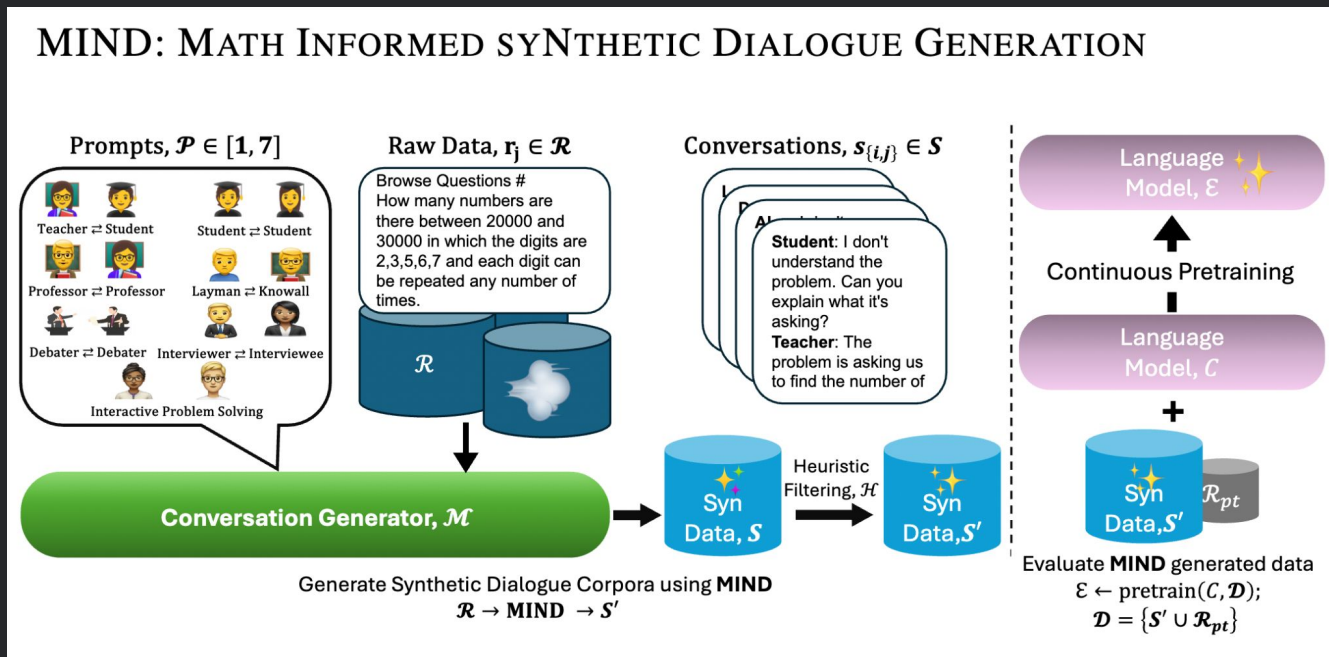 MIND: MATH INFORMED SYNTHETIC DIALOGUE GENERATION
Prompts, 𝓟 ∈ [1, 7]
Teacher ⇄ Student
Student ⇄ Student
Professor ⇄ Professor
Layman ⇄ Knowall
Debater ⇄ Debater
Interviewer ⇄ Interviewee
Interactive Problem Solving
Raw Data, r_j ∈ 𝓡
Browse Questions #
How many numbers are
there between 20000 and
30000 in which the digits are
2,3,5,6,7 and each digit can
be repeated any number of
times.
𝓡
Conversations, s_{i,j} ∈ S
Student: I don't
understand the
problem. Can you
explain what it's
asking?
Teacher: The
problem is asking us
to find the number of
Conversation Generator, 𝓜
Syn
Data, S
Heuristic
Filtering, ℋ
Syn
Data,S′
Generate Synthetic Dialogue Corpora using MIND
𝓡 → MIND → S′
Language
Model, ℰ
Continuous Pretraining
Language
Model, 𝐶
+
Syn
Data,S′
𝓡_pt
Evaluate MIND generated data
ℰ ← pretrain(𝐶, 𝓓);
𝓓 = {S′ ∪ 𝓡_pt}